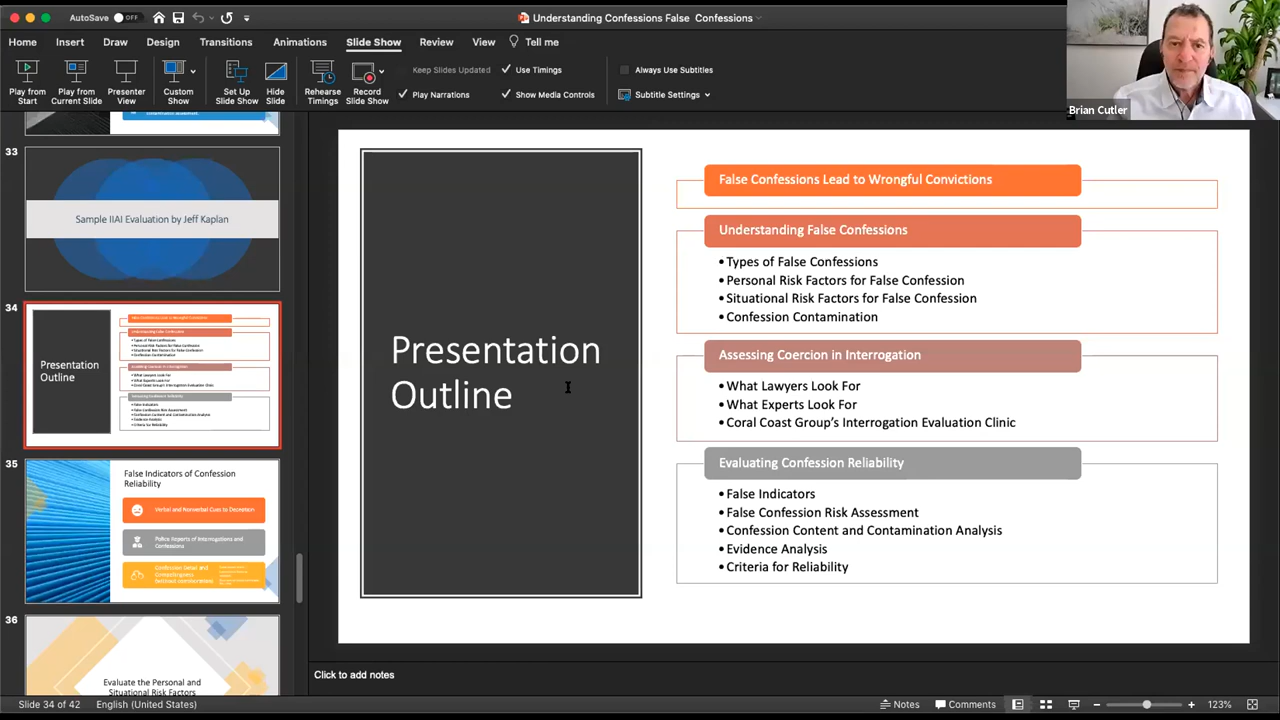 AutoSave OFF
Understanding Confessions False Confessions
Home Insert Draw Design Transitions Animations Slide Show Review View Tell me
Play from Start
Play from Current Slide
Presenter View
Custom Show
Set Up Slide Show
Hide Slide
Rehearse Timings
Record Slide Show
Keep Slides Updated
Use Timings
Always Use Subtitles
Play Narrations
Show Media Controls
Subtitle Settings
Brian Cutler
33
Sample IIAI Evaluation by Jeff Kaplan
34
Presentation
Outline
35
False Indicators of Confession
Reliability
Verbal and Nonverbal Cues to Deception
Police Reports of Interrogations and
Confessions
36
Evaluate the Personal and
Situational Risk Factors
Presentation
Outline
False Confessions Lead to Wrongful Convictions
Understanding False Confessions
•Types of False Confessions
•Personal Risk Factors for False Confession
•Situational Risk Factors for False Confession
•Confession Contamination
Assessing Coercion in Interrogation
•What Lawyers Look For
•What Experts Look For
•Coral Coast Group's Interrogation Evaluation Clinic
Evaluating Confession Reliability
•False Indicators
•False Confession Risk Assessment
•Confession Content and Contamination Analysis
•Evidence Analysis
•Criteria for Reliability
Click to add notes
Slide 34 of 42 English (United States)
Notes Comments 123%